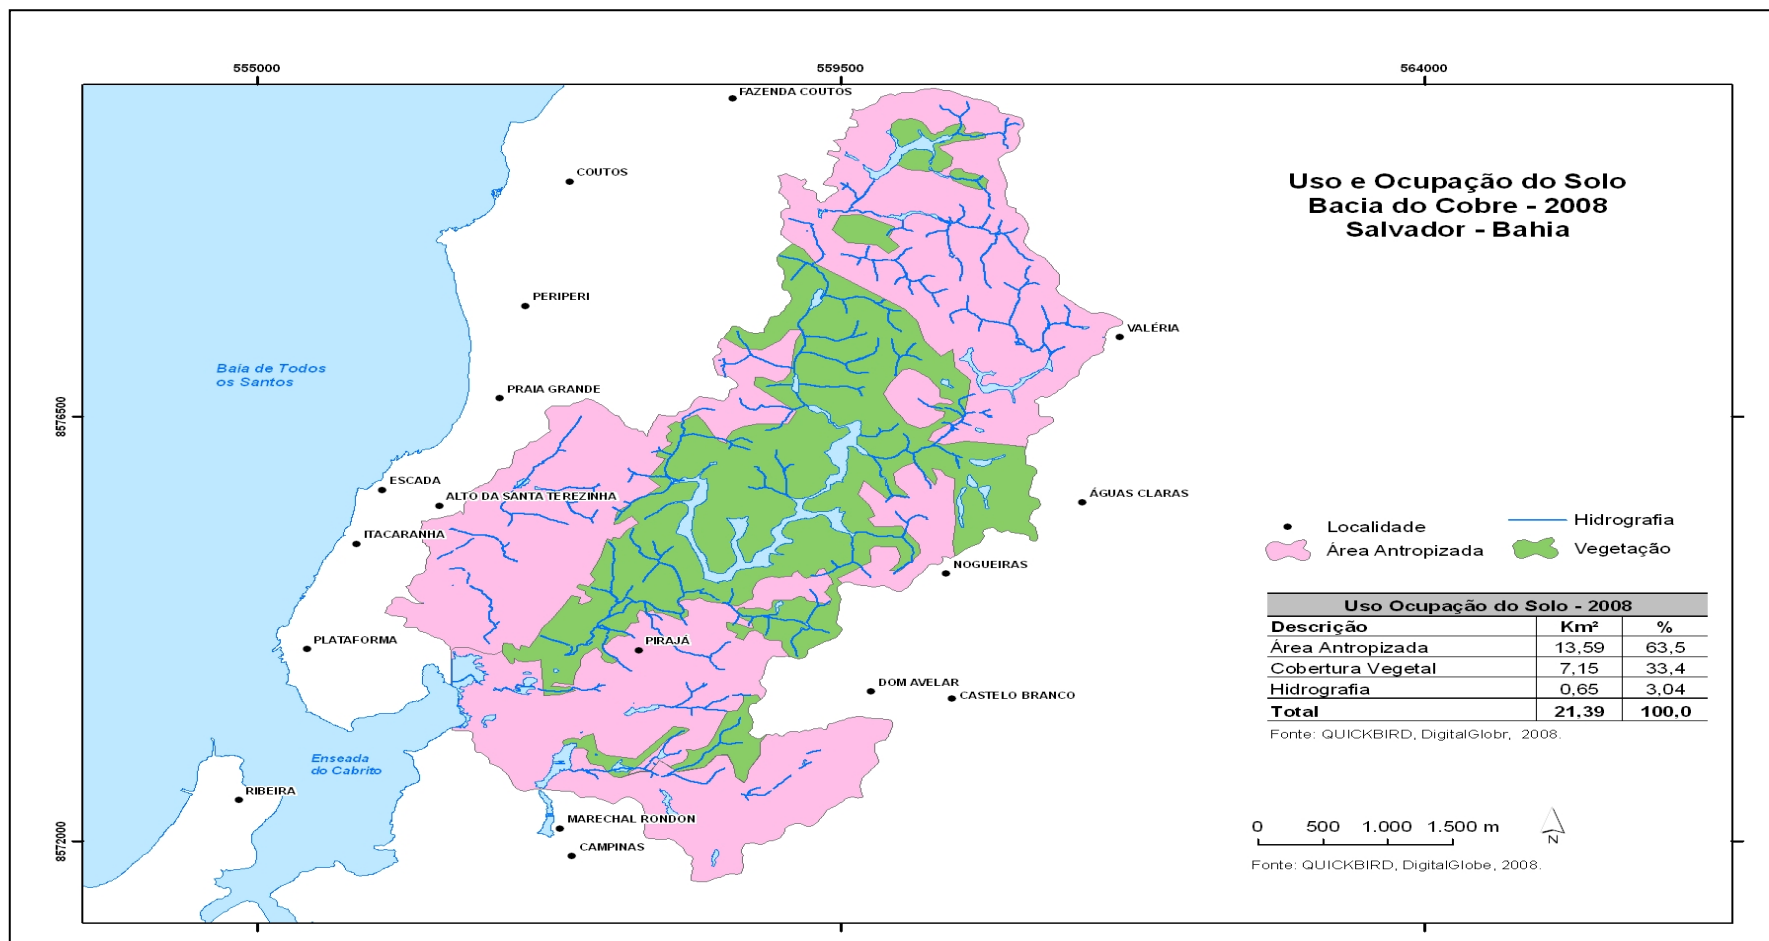 555000
559500
564000
FAZENDA COUTOS
COUTOS
Uso e Ocupação do Solo
Bacia do Cobre - 2008
Salvador - Bahia
PERIPERI
VALÉRIA
Baia de Todos
os Santos
PRAIA GRANDE
8576500
ESCADA
ALTO DA SANTA TEREZINHA
ÁGUAS CLARAS
ITACARANHA
Localidade
Hidrografia
Área Antropizada
Vegetação
NOGUEIRAS
PLATAFORMA
PIRAJÁ
Uso Ocupação do Solo - 2008
Descrição Km² %
Área Antropizada 13,59 63,5
Cobertura Vegetal 7,15 33,4
Hidrografia 0,65 3,04
Total 21,39 100,0
Fonte: QUICKBIRD, DigitalGlobr, 2008.
DOM AVELAR
CASTELO BRANCO
Enseada
do Cabrito
RIBEIRA
MARECHAL RONDON
CAMPINAS
8572000
0 500 1.000 1.500 m
N
Fonte: QUICKBIRD, DigitalGlobe, 2008.